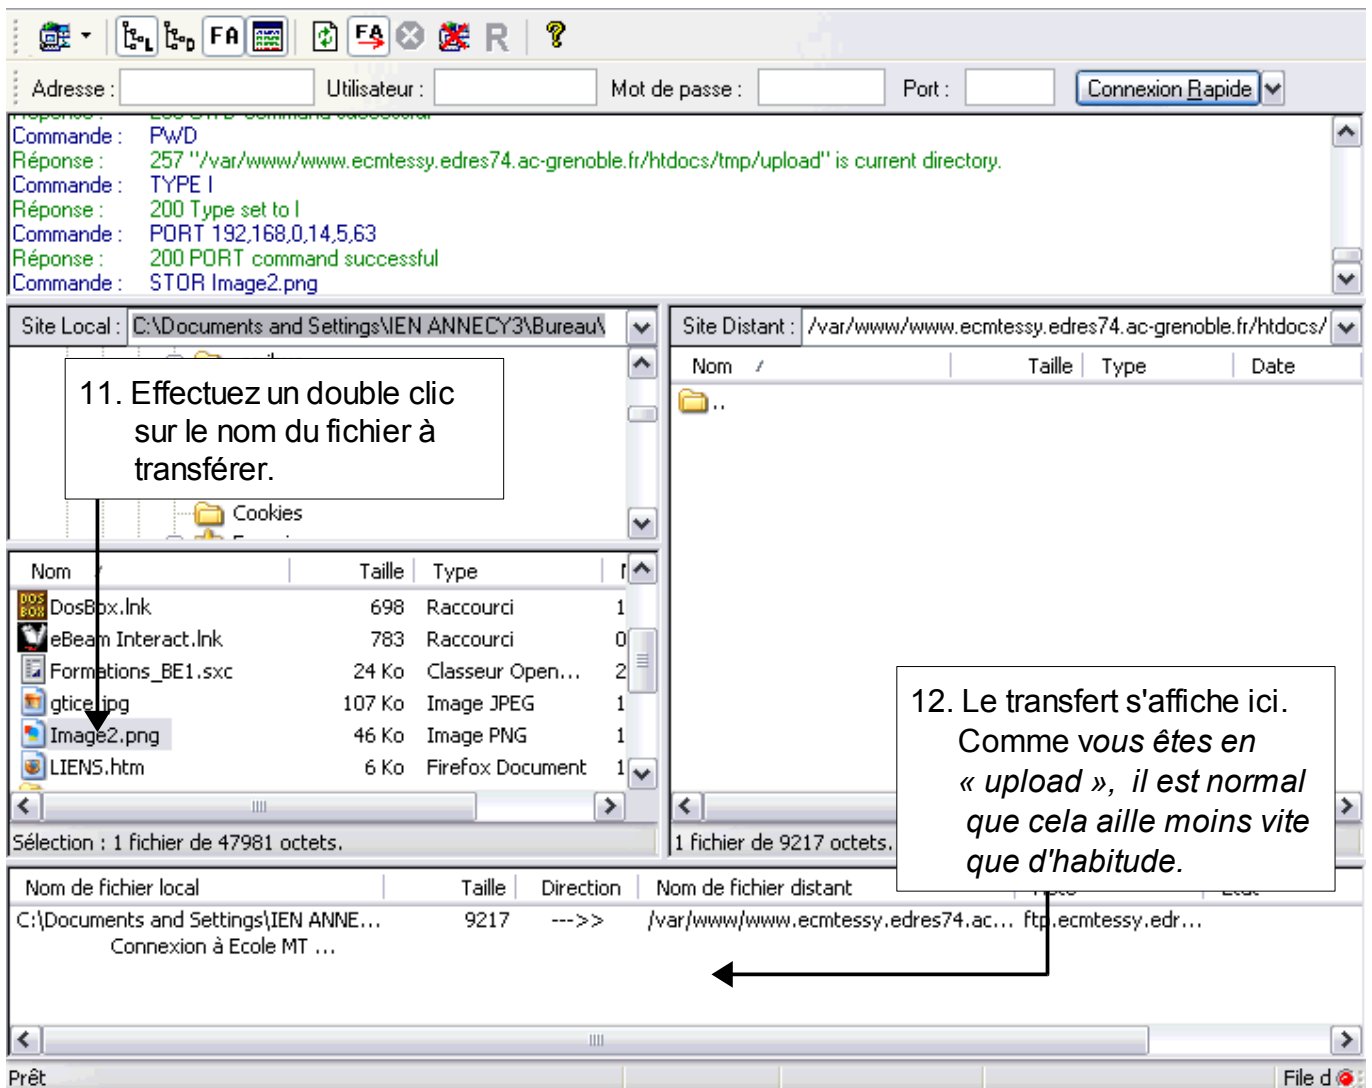 FA FA R ?
Adresse : Utilisateur : Mot de passe : Port : Connexion Rapide
Commande : PWD
Réponse : 257 "/var/www/www.ecmtessy.edres74.ac-grenoble.fr/htdocs/tmp/upload" is current directory.
Commande : TYPE I
Réponse : 200 Type set to I
Commande : PORT 192,168,0,14,5,63
Réponse : 200 PORT command successful
Commande : STOR Image2.png
Site Local : C:\Documents and Settings\IEN ANNECY3\Bureau\
Site Distant : /var/www/www.ecmtessy.edres74.ac-grenoble.fr/htdocs/
Nom Taille Type Date
..
11. Effectuez un double clic
sur le nom du fichier à
transférer.
Cookies
Nom Taille Type
DosBox.lnk 698 Raccourci 1
eBeam Interact.lnk 783 Raccourci 0
Formations_BE1.sxc 24 Ko Classeur Open... 2
gtice.jpg 107 Ko Image JPEG 1
Image2.png 46 Ko Image PNG 1
LIENS.htm 6 Ko Firefox Document 1
Sélection : 1 fichier de 47981 octets.
1 fichier de 9217 octets.
12. Le transfert s'affiche ici.
Comme vous êtes en
« upload », il est normal
que cela aille moins vite
que d'habitude.
Nom de fichier local Taille Direction Nom de fichier distant
C:\Documents and Settings\IEN ANNE... 9217 --->> /var/www/www.ecmtessy.edres74.ac... ftp.ecmtessy.edr...
Connexion à Ecole MT ...
Prêt File d